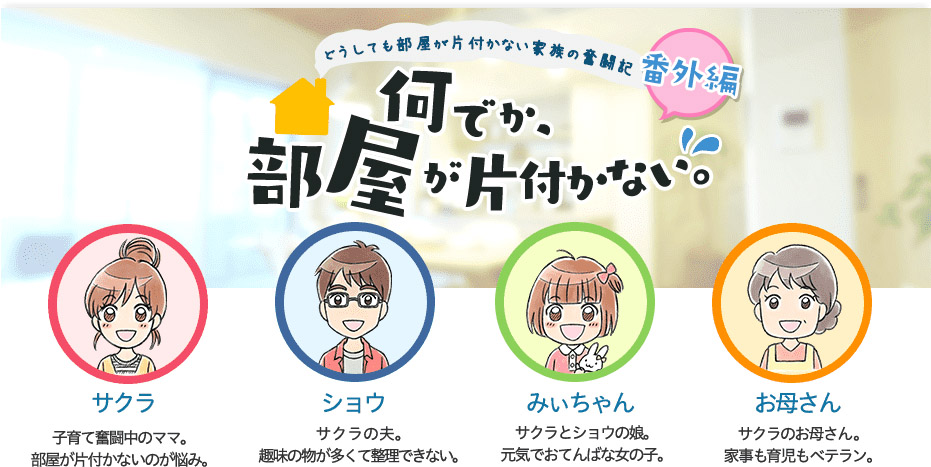 どうしても部屋が片付かない家族の奮闘記
番外編
何でか、
部屋が片付かない。
サクラ
子育て奮闘中のママ。
部屋が片付かないのが悩み。
ショウ
サクラの夫。
趣味の物が多くて整理できない。
みぃちゃん
サクラとショウの娘。
元気でおてんばな女の子。
お母さん
サクラのお母さん。
家事も育児もベテラン。